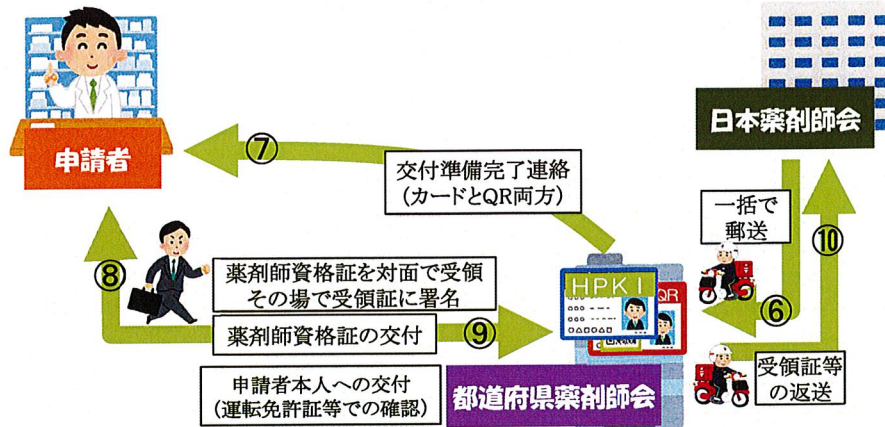 日本薬剤師会
申請者
⑦
交付準備完了連絡
(カードとQR両方)
一括で
郵送
⑩
⑧
薬剤師資格証を対面で受領
その場で受領証に署名
HPKI
QR
⑥
薬剤師資格証の交付
⑨
申請者本人への交付
(運転免許証等での確認)
都道府県薬剤師会
受領証等
の返送